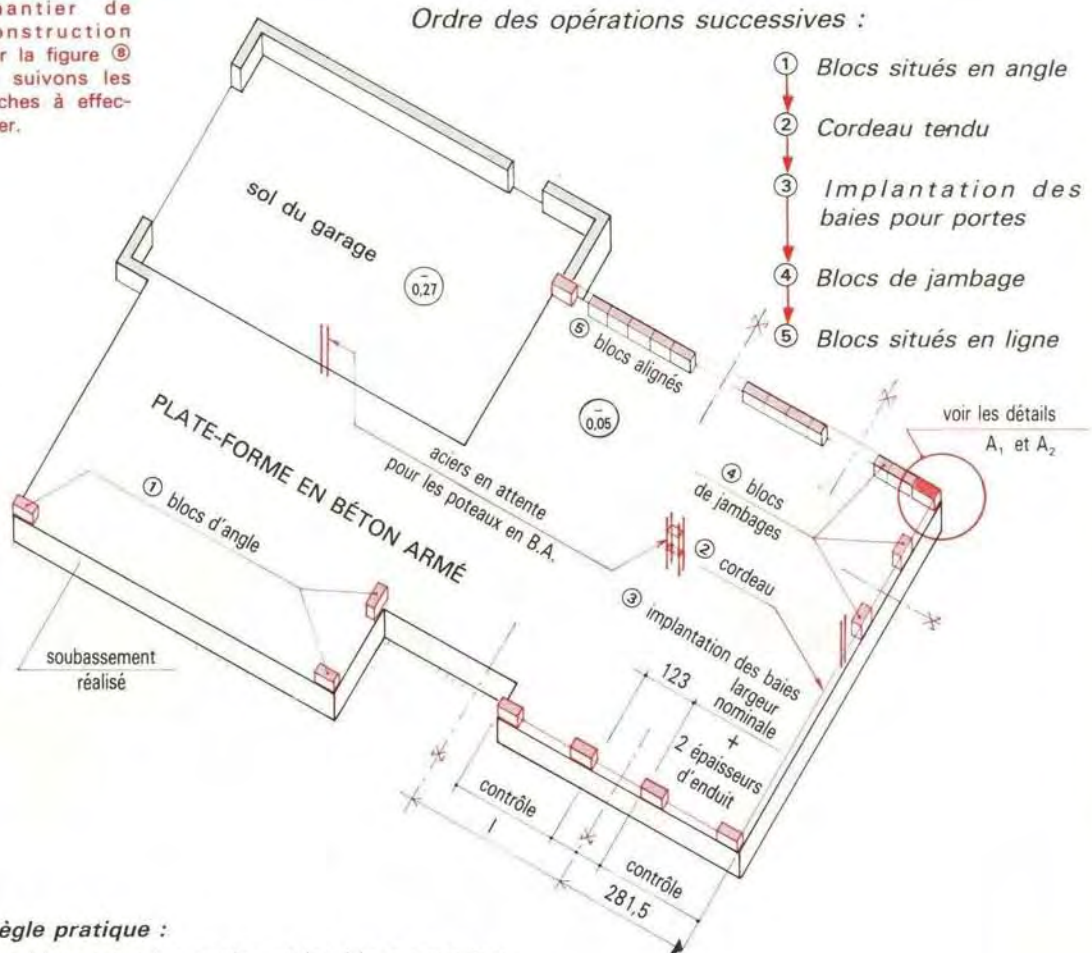 antier de
onstruction
r la figure ⑧
suivons les
ches à effec-
er.
Ordre des opérations successives :
① Blocs situés en angle
② Cordeau tendu
③ Implantation des
baies pour portes
④ Blocs de jambage
⑤ Blocs situés en ligne
sol du garage
0,27
⑤ blocs alignés
0,05
voir les détails
A₁ et A₂
PLATE-FORME EN BÉTON ARMÉ
aciers en attente
pour les poteaux en B.A.
④ blocs
de jambages
① blocs d'angle
② cordeau
③ implantation des baies
123
largeur
nominale
+
2 épaisseurs
d'enduit
soubassement
réalisé
contrôle
l
contrôle
281,5
ègle pratique :